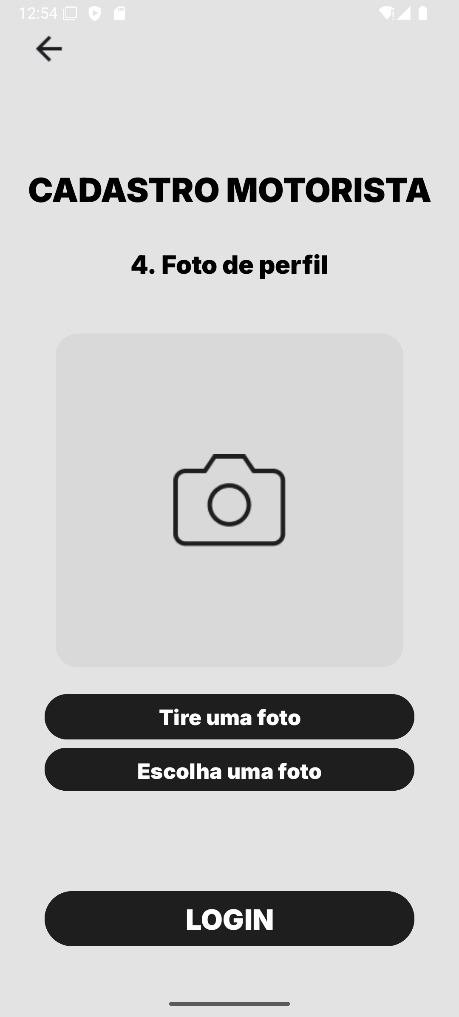 12:54
CADASTRO MOTORISTA
4. Foto de perfil
Tire uma foto
Escolha uma foto
LOGIN